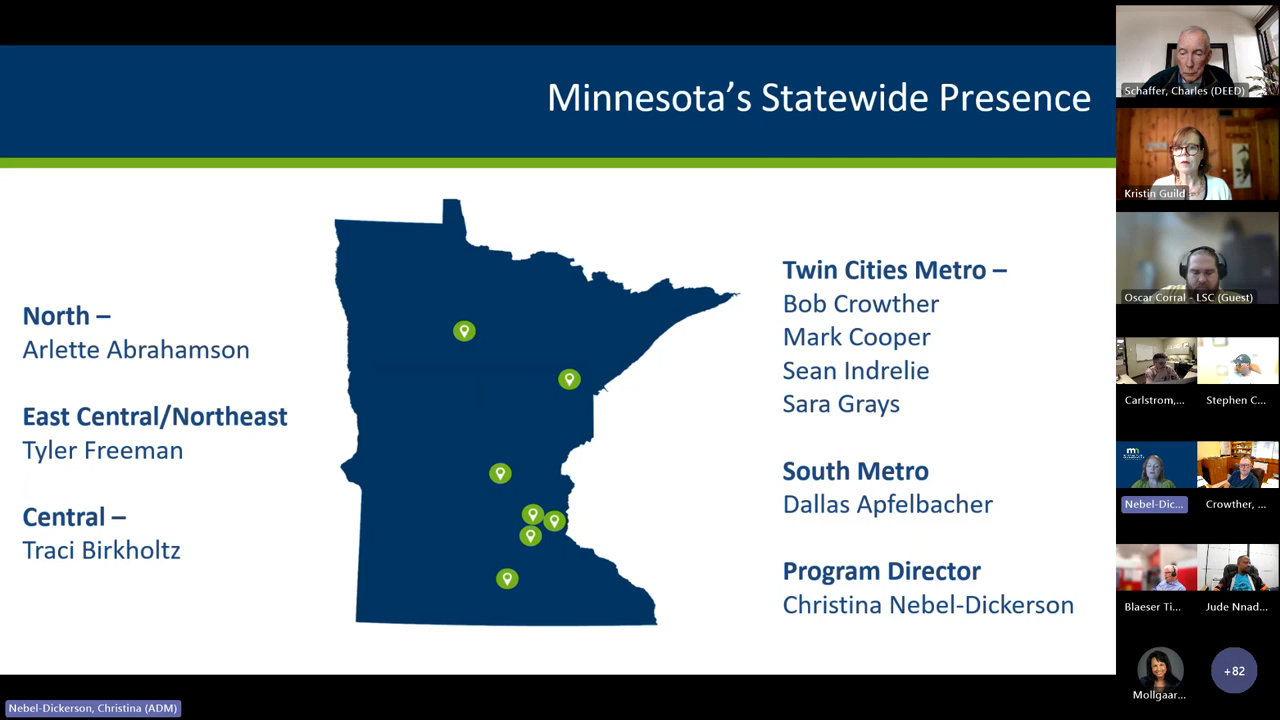 Minnesota's Statewide Presence
North –
Arlette Abrahamson
East Central/Northeast
Tyler Freeman
Central –
Traci Birkholtz
Twin Cities Metro –
Bob Crowther
Mark Cooper
Sean Indrelie
Sara Grays
South Metro
Dallas Apfelbacher
Program Director
Christina Nebel-Dickerson
Schaffer, Charles (DEED)
Kristin Guild
Oscar Corral - LSC (Guest)
Carlstrom,...
Stephen C...
Nebel-Dic...
Crowther, ...
Blaeser Ti...
Jude Nnad...
Mollgaar...
+82
Nebel-Dickerson, Christina (ADM)